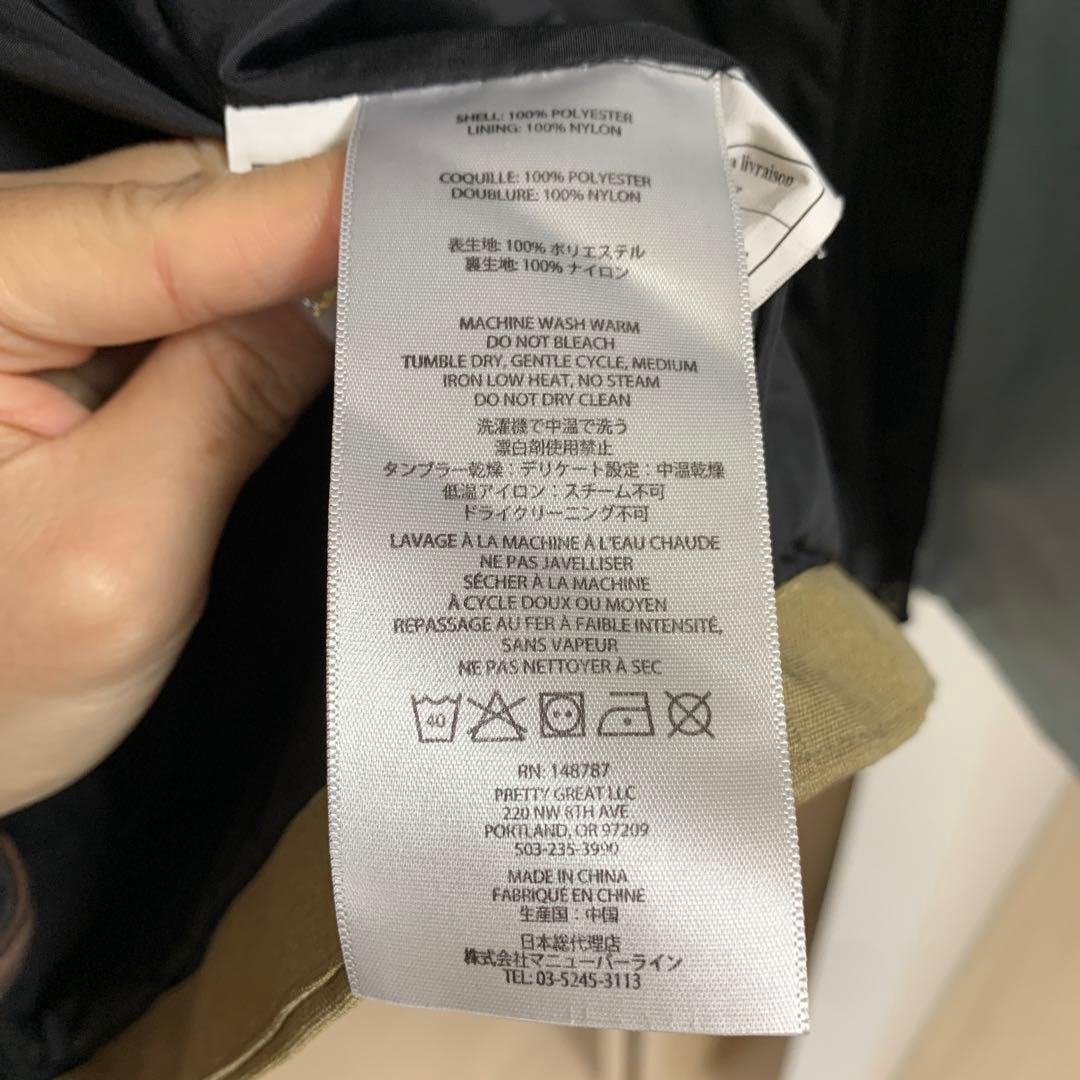 SHELL: 100% POLYESTER
LINING: 100% NYLON
COQUILLE: 100% POLYESTER
DOUBLURE: 100% NYLON
表生地: 100% ポリエステル
裏生地: 100% ナイロン
MACHINE WASH WARM
DO NOT BLEACH
TUMBLE DRY, GENTLE CYCLE, MEDIUM
IRON LOW HEAT, NO STEAM
DO NOT DRY CLEAN
洗濯機で中温で洗う
漂白剤使用禁止
タンブラー乾燥：デリケート設定：中温乾燥
低温アイロン：スチーム不可
ドライクリーニング不可
LAVAGE À LA MACHINE À L'EAU CHAUDE
NE PAS JAVELLISER
SÉCHER À LA MACHINE
À CYCLE DOUX OU MOYEN
REPASSAGE AU FER À FAIBLE INTENSITÉ,
SANS VAPEUR
NE PAS NETTOYER À SEC
40
RN: 148787
PRETTY GREAT LLC
220 NW 8TH AVE
PORTLAND, OR 97209
503-235-3990
MADE IN CHINA
FABRIQUÉ EN CHINE
生産国：中国
日本総代理店
株式会社マニューバーライン
TEL: 03-5245-3113
a livraison